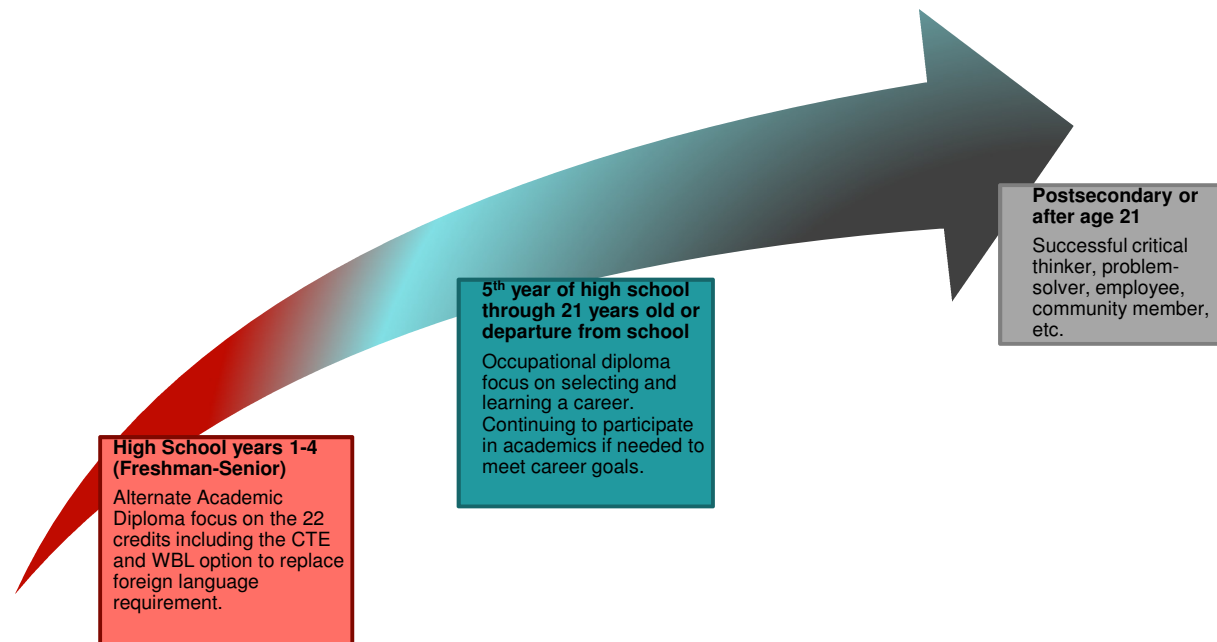 High School years 1-4
(Freshman-Senior)
Alternate Academic
Diploma focus on the 22
credits including the CTE
and WBL option to replace
foreign language
requirement.
5th year of high school
through 21 years old or
departure from school
Occupational diploma
focus on selecting and
learning a career.
Continuing to participate
in academics if needed to
meet career goals.
Postsecondary or
after age 21
Successful critical
thinker, problem-
solver, employee,
community member,
etc.